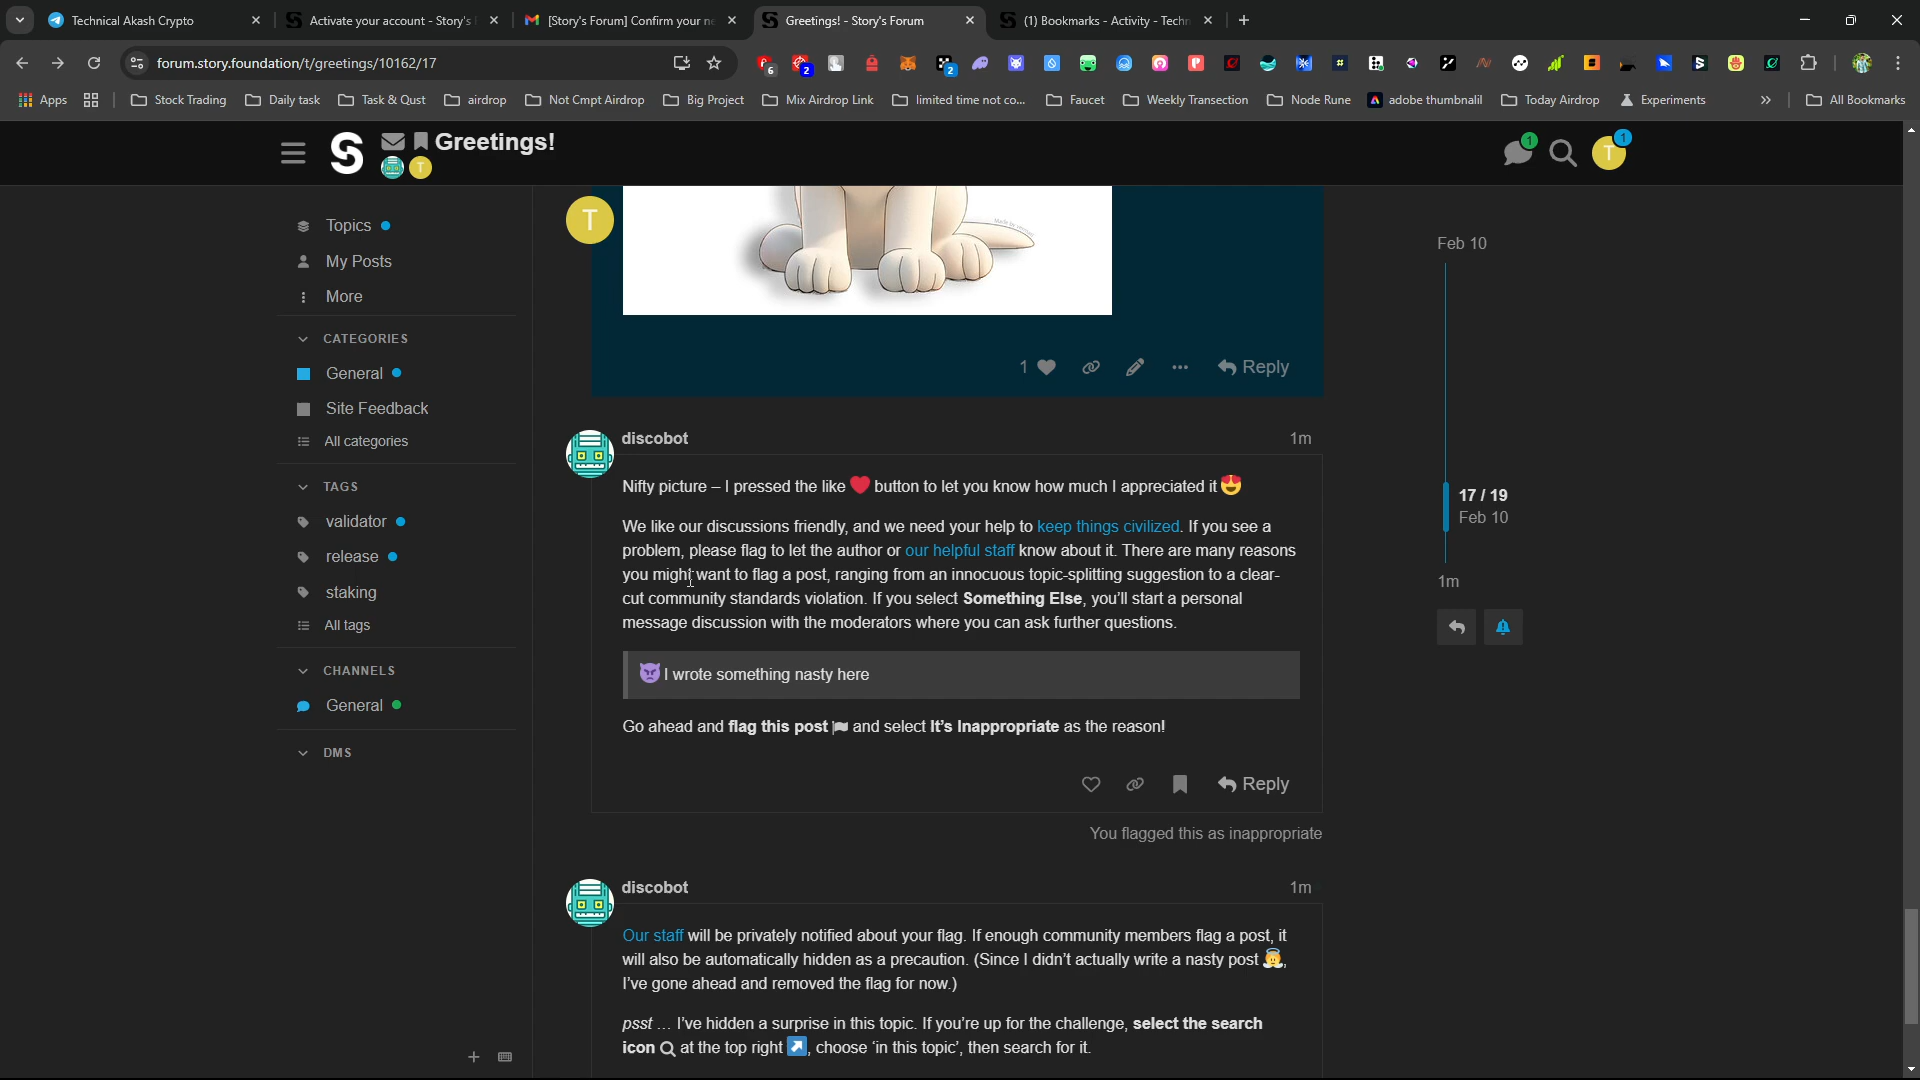 Technical Akash Crypto
Activate your account - Story's
[Story's Forum] Confirm your ne
Greetings! - Story's Forum
(1) Bookmarks - Activity - Techn
forum.story.foundation/t/greetings/10162/17
6
2
2
Apps
Stock Trading
Daily task
Task & Qust
airdrop
Not Cmpt Airdrop
Big Project
Mix Airdrop Link
limited time not co...
Faucet
Weekly Transection
Node Rune
adobe thumbnalil
Today Airdrop
Experiments
»
All Bookmarks
S
Greetings!
T
1
T
1
Topics
My Posts
More
CATEGORIES
General
Site Feedback
All categories
TAGS
validator
release
staking
All tags
CHANNELS
General
DMS
T
1
Reply
discobot
1m
Nifty picture – I pressed the like ❤️ button to let you know how much I appreciated it 😍
We like our discussions friendly, and we need your help to keep things civilized. If you see a
problem, please flag to let the author or our helpful staff know about it. There are many reasons
you might want to flag a post, ranging from an innocuous topic-splitting suggestion to a clear-
cut community standards violation. If you select Something Else, you’ll start a personal
message discussion with the moderators where you can ask further questions.
👿 I wrote something nasty here
Go ahead and flag this post and select It’s Inappropriate as the reason!
Reply
You flagged this as inappropriate
discobot
1m
Our staff will be privately notified about your flag. If enough community members flag a post, it
will also be automatically hidden as a precaution. (Since I didn’t actually write a nasty post 👼,
I’ve gone ahead and removed the flag for now.)
psst … I’ve hidden a surprise in this topic. If you’re up for the challenge, select the search
icon at the top right ↗️, choose ‘in this topic’, then search for it.
Feb 10
17 / 19
Feb 10
1m